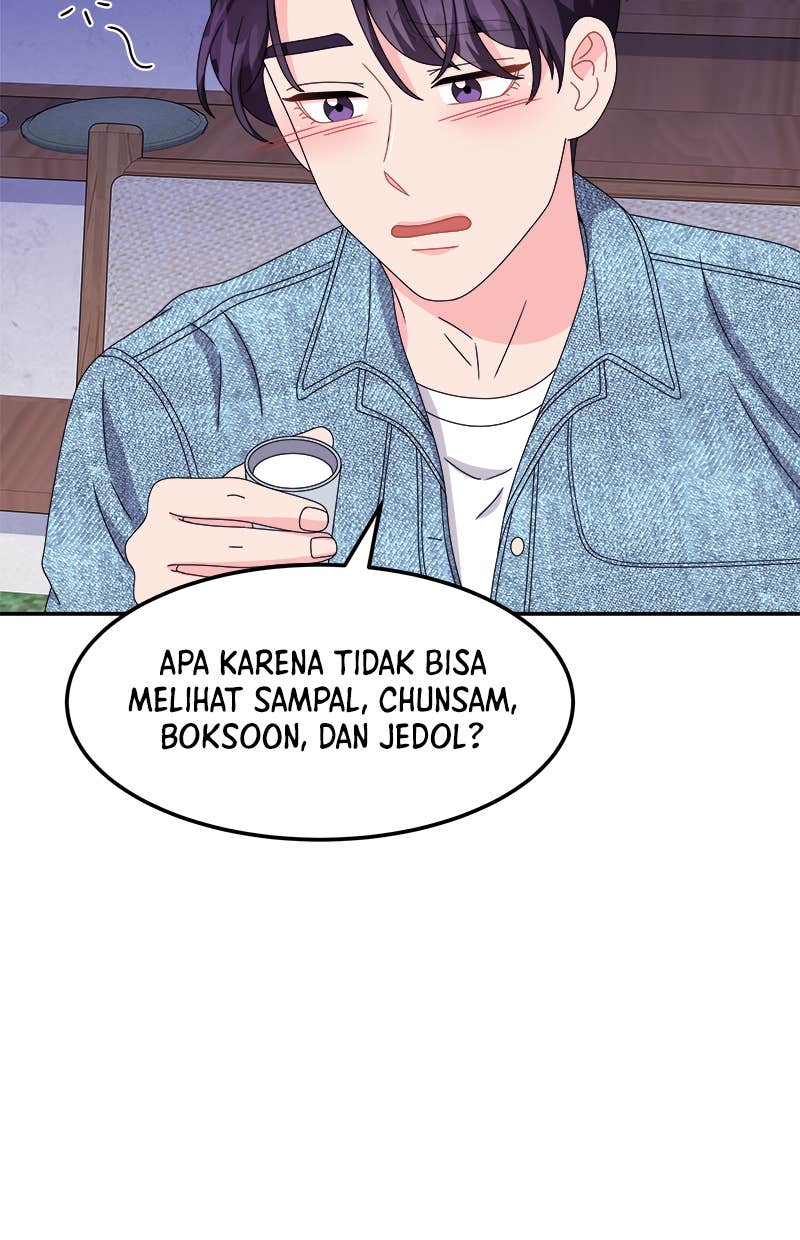 APA KARENA TIDAK BISA
MELIHAT SAMPAL, CHUNSAM,
BOKSOON, DAN JEDOL?